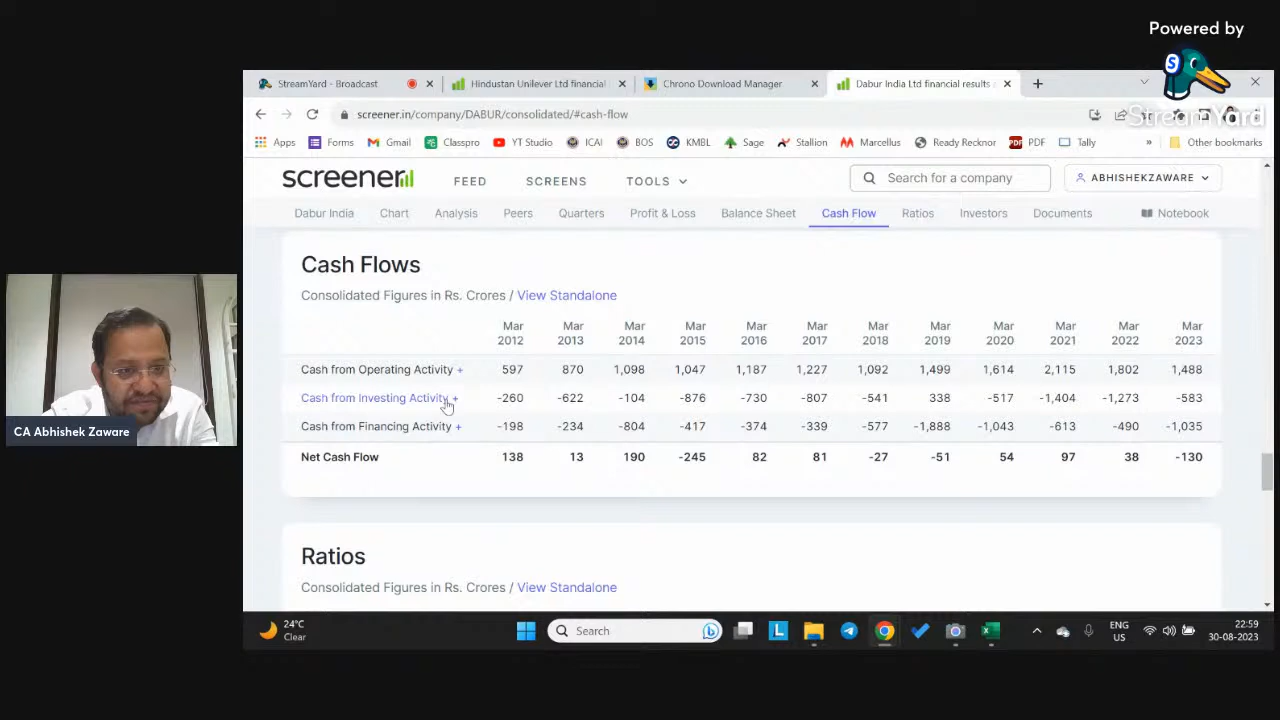 Powered by
StreamYard
StreamYard - Broadcast
Hindustan Unilever Ltd financial
Chrono Download Manager
Dabur India Ltd financial results
screener.in/company/DABUR/consolidated/#cash-flow
Apps Forms Gmail Classpro YT Studio ICAI BOS KMBL Sage Stallion Marcellus Ready Recknor PDF Tally » Other bookmarks
screener FEED SCREENS TOOLS Search for a company ABHISHEKZAWARE
Dabur India Chart Analysis Peers Quarters Profit & Loss Balance Sheet Cash Flow Ratios Investors Documents Notebook
Cash Flows
Consolidated Figures in Rs. Crores / View Standalone
Mar 2012 Mar 2013 Mar 2014 Mar 2015 Mar 2016 Mar 2017 Mar 2018 Mar 2019 Mar 2020 Mar 2021 Mar 2022 Mar 2023
Cash from Operating Activity + 597 870 1,098 1,047 1,187 1,227 1,092 1,499 1,614 2,115 1,802 1,488
Cash from Investing Activity + -260 -622 -104 -876 -730 -807 -541 338 -517 -1,404 -1,273 -583
Cash from Financing Activity + -198 -234 -804 -417 -374 -339 -577 -1,888 -1,043 -613 -490 -1,035
Net Cash Flow 138 13 190 -245 82 81 -27 -51 54 97 38 -130
Ratios
Consolidated Figures in Rs. Crores / View Standalone
CA Abhishek Zaware
24°C
Clear
Search
ENG
US
22:59
30-08-2023